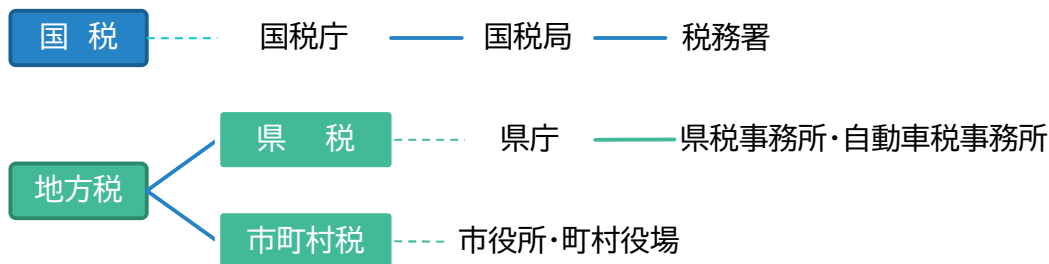 国 税 国税庁 国税局 税務署
県 税 県庁 県税事務所・自動車税事務所
地方税
市町村税 市役所・町村役場